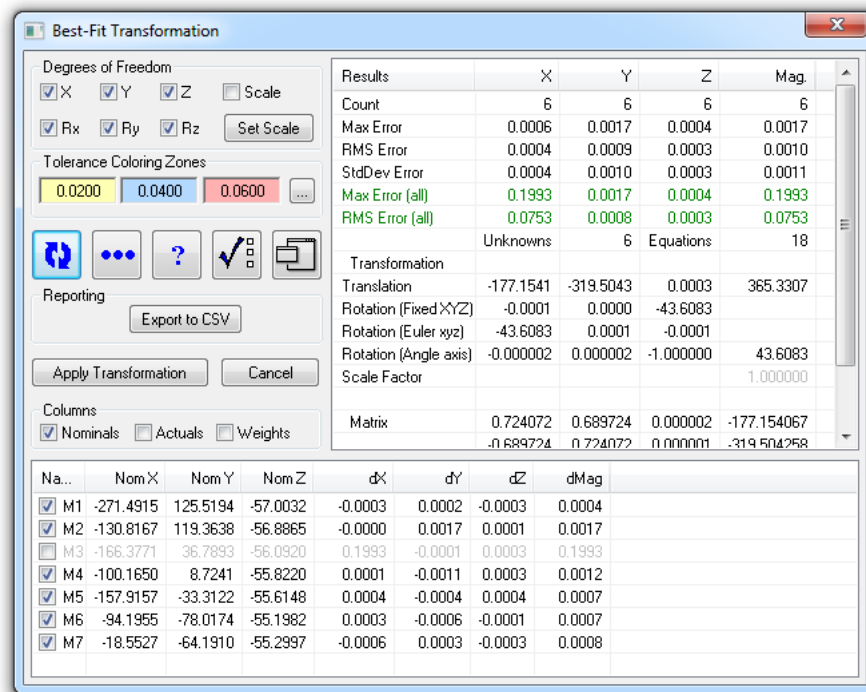 Best-Fit Transformation
Degrees of Freedom
X Y Z Scale
Rx Ry Rz Set Scale
Tolerance Coloring Zones
0.0200 0.0400 0.0600 ...
?
Reporting
Export to CSV
Apply Transformation Cancel
Columns
Nominals Actuals Weights
Results X Y Z Mag.
Count 6 6 6 6
Max Error 0.0006 0.0017 0.0004 0.0017
RMS Error 0.0004 0.0009 0.0003 0.0010
StdDev Error 0.0004 0.0010 0.0003 0.0011
Max Error (all) 0.1993 0.0017 0.0004 0.1993
RMS Error (all) 0.0753 0.0008 0.0003 0.0753
Unknowns 6 Equations 18
Transformation
Translation -177.1541 -319.5043 0.0003 365.3307
Rotation (Fixed XYZ) -0.0001 0.0000 -43.6083
Rotation (Euler xyz) -43.6083 0.0001 -0.0001
Rotation (Angle axis) -0.000002 0.000002 -1.000000 43.6083
Scale Factor 1.000000
Matrix 0.724072 0.689724 0.000002 -177.154067
-0.689724 0.724072 0.000001 -319.504258
Na... Nom X Nom Y Nom Z dX dY dZ dMag
M1 -271.4915 125.5194 -57.0032 -0.0003 0.0002 -0.0003 0.0004
M2 -130.8167 119.3638 -56.8865 -0.0000 0.0017 0.0001 0.0017
M3 -166.3771 36.7893 -56.0920 0.1993 -0.0001 0.0003 0.1993
M4 -100.1650 8.7241 -55.8220 0.0001 -0.0011 0.0003 0.0012
M5 -157.9157 -33.3122 -55.6148 0.0004 -0.0004 0.0004 0.0007
M6 -94.1955 -78.0174 -55.1982 0.0003 -0.0006 -0.0001 0.0007
M7 -18.5527 -64.1910 -55.2997 -0.0006 0.0003 -0.0003 0.0008